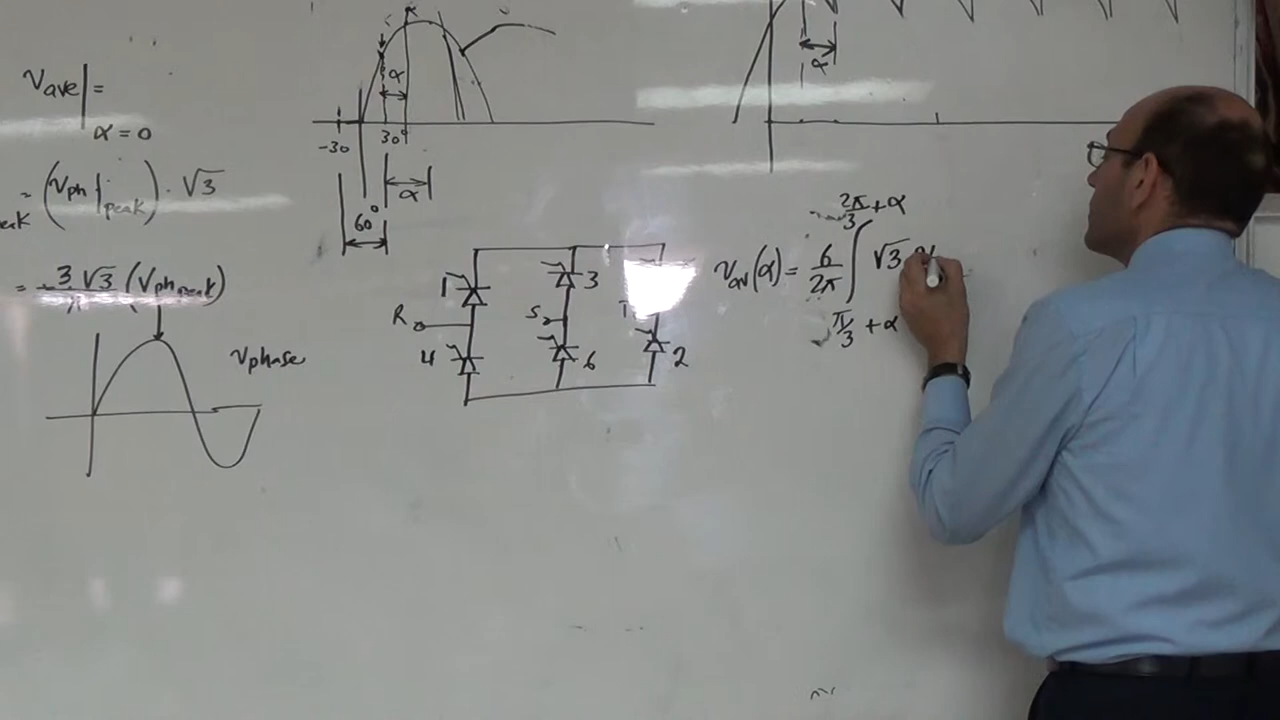 Vave| =
α = 0
= (Vph|peak) · √3
= 3√3 (Vph peak)
π
Vphase
α
-30
30°
α
60°
α
R
S
T
1
3
4
6
2
Vav(α) = 6/2π ∫ √3
2π/3 + α
π/3 + α